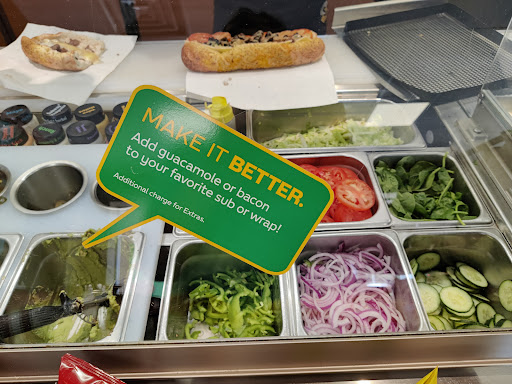 MAKE IT BETTER.
Add guacamole or bacon
to your favorite sub or wrap!
Additional charge for Extras.